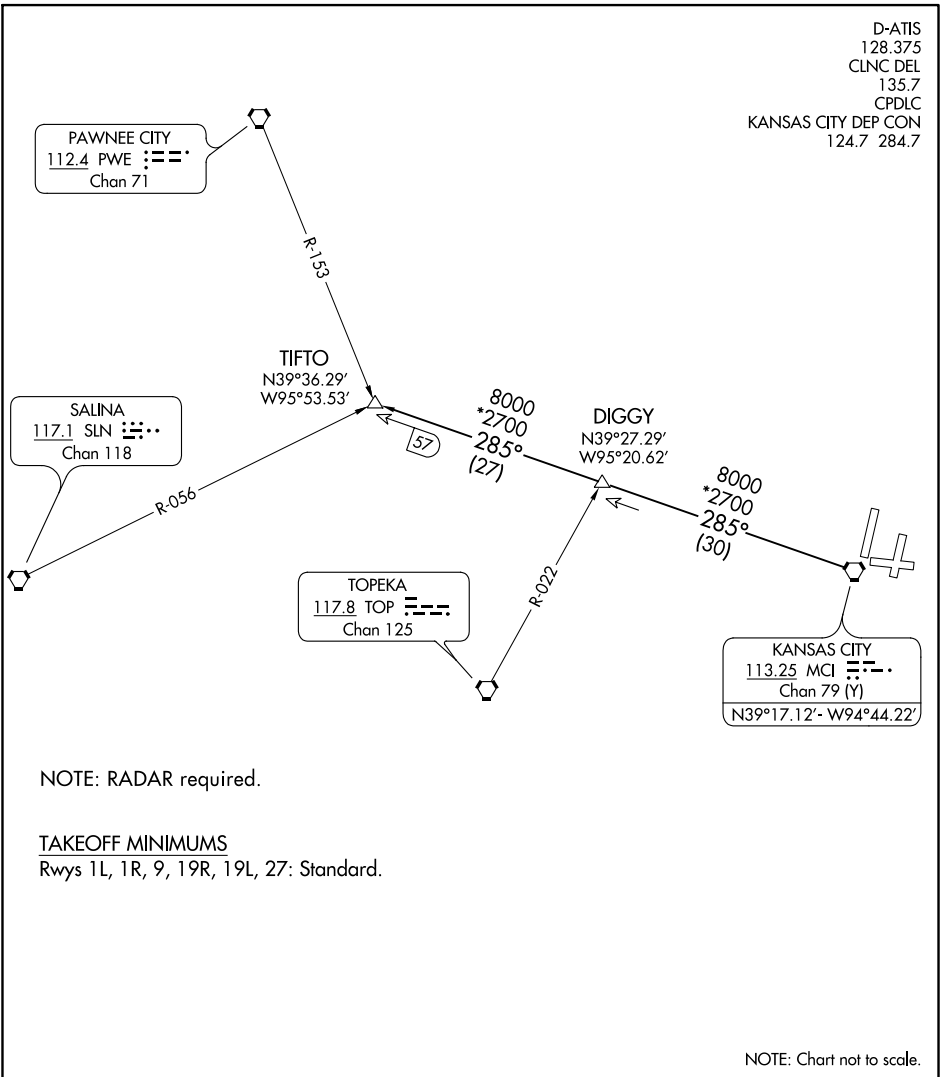 D-ATIS
128.375
CLNC DEL
135.7
CPDLC
KANSAS CITY DEP CON
124.7 284.7
PAWNEE CITY
112.4 PWE
Chan 71
R-153
TIFTO
N39°36.29'
W95°53.53'
8000
*2700
285°
(27)
57
DIGGY
N39°27.29'
W95°20.62'
8000
*2700
285°
(30)
SALINA
117.1 SLN
Chan 118
R-056
TOPEKA
117.8 TOP
Chan 125
R-022
KANSAS CITY
113.25 MCI
Chan 79 (Y)
N39°17.12'- W94°44.22'
NOTE: RADAR required.
TAKEOFF MINIMUMS
Rwys 1L, 1R, 9, 19R, 19L, 27: Standard.
NOTE: Chart not to scale.